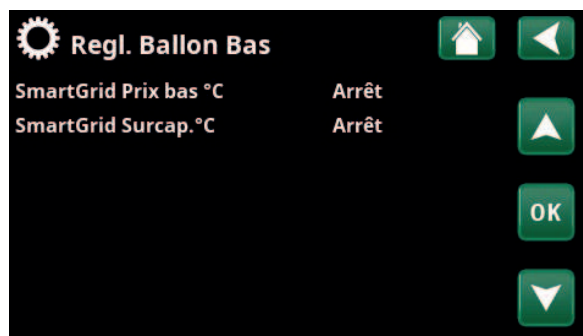 Regl. Ballon Bas
SmartGrid Prix bas °C Arrêt
SmartGrid Surcap.°C Arrêt
OK